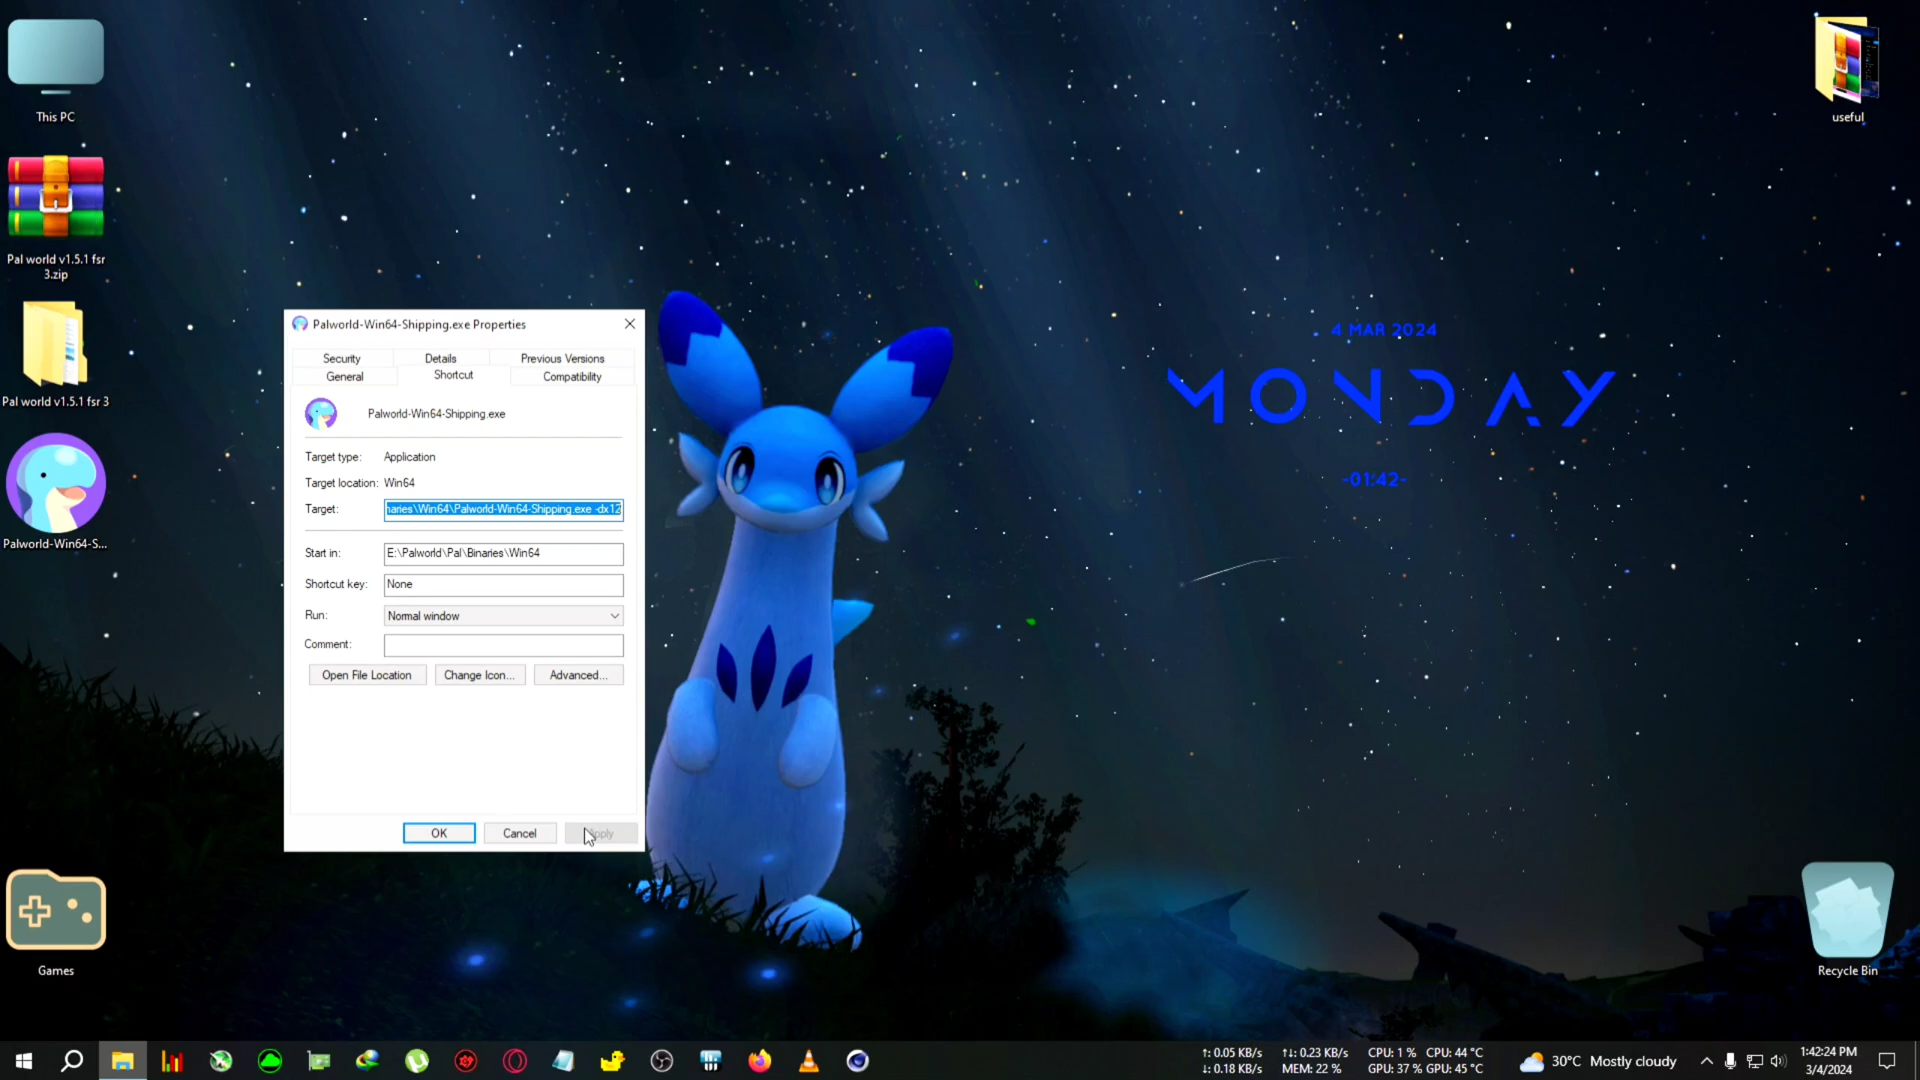 This PC
Pal world v1.5.1 fsr
3.zip
Pal world v1.5.1 fsr 3
Palworld-Win64-S...
Games
useful
Recycle Bin
4 MAR 2024
MONDAY
-01:42-
Palworld-Win64-Shipping.exe Properties
Security
Details
Previous Versions
General
Shortcut
Compatibility
Palworld-Win64-Shipping.exe
Target type: Application
Target location: Win64
Target: naries\Win64\Palworld-Win64-Shipping.exe -dx12
Start in: E:\Palworld\Pal\Binaries\Win64
Shortcut key: None
Run: Normal window
Comment:
Open File Location
Change Icon...
Advanced...
OK
Cancel
Apply
↑: 0.05 KB/s
↓: 0.18 KB/s
↑↓: 0.23 KB/s
MEM: 22 %
CPU: 1 % CPU: 44 °C
GPU: 37 % GPU: 45 °C
30°C Mostly cloudy
1:42:24 PM
3/4/2024